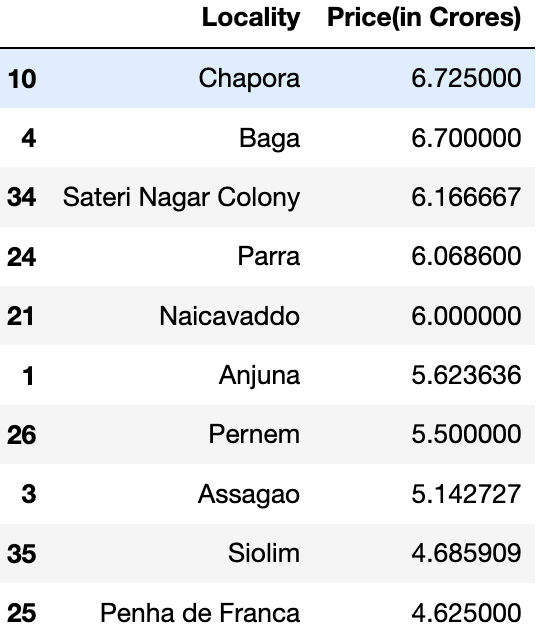 Locality Price(in Crores)
10 Chapora 6.725000
4 Baga 6.700000
34 Sateri Nagar Colony 6.166667
24 Parra 6.068600
21 Naicavaddo 6.000000
1 Anjuna 5.623636
26 Pernem 5.500000
3 Assagao 5.142727
35 Siolim 4.685909
25 Penha de Franca 4.625000